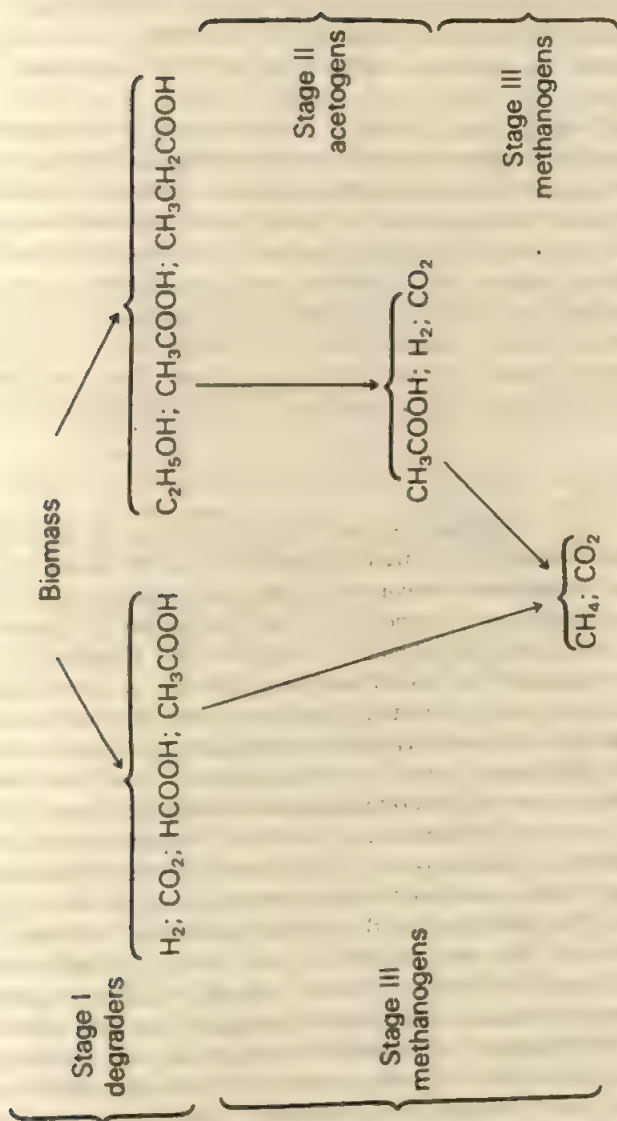 Biomass
Stage I
degraders
H₂; CO₂; HCOOH; CH₃COOH
C₂H₅OH; CH₃COOH; CH₃CH₂COOH
Stage II
acetogens
CH₃COOH; H₂; CO₂
Stage III
methanogens
Stage III
methanogens
CH₄; CO₂